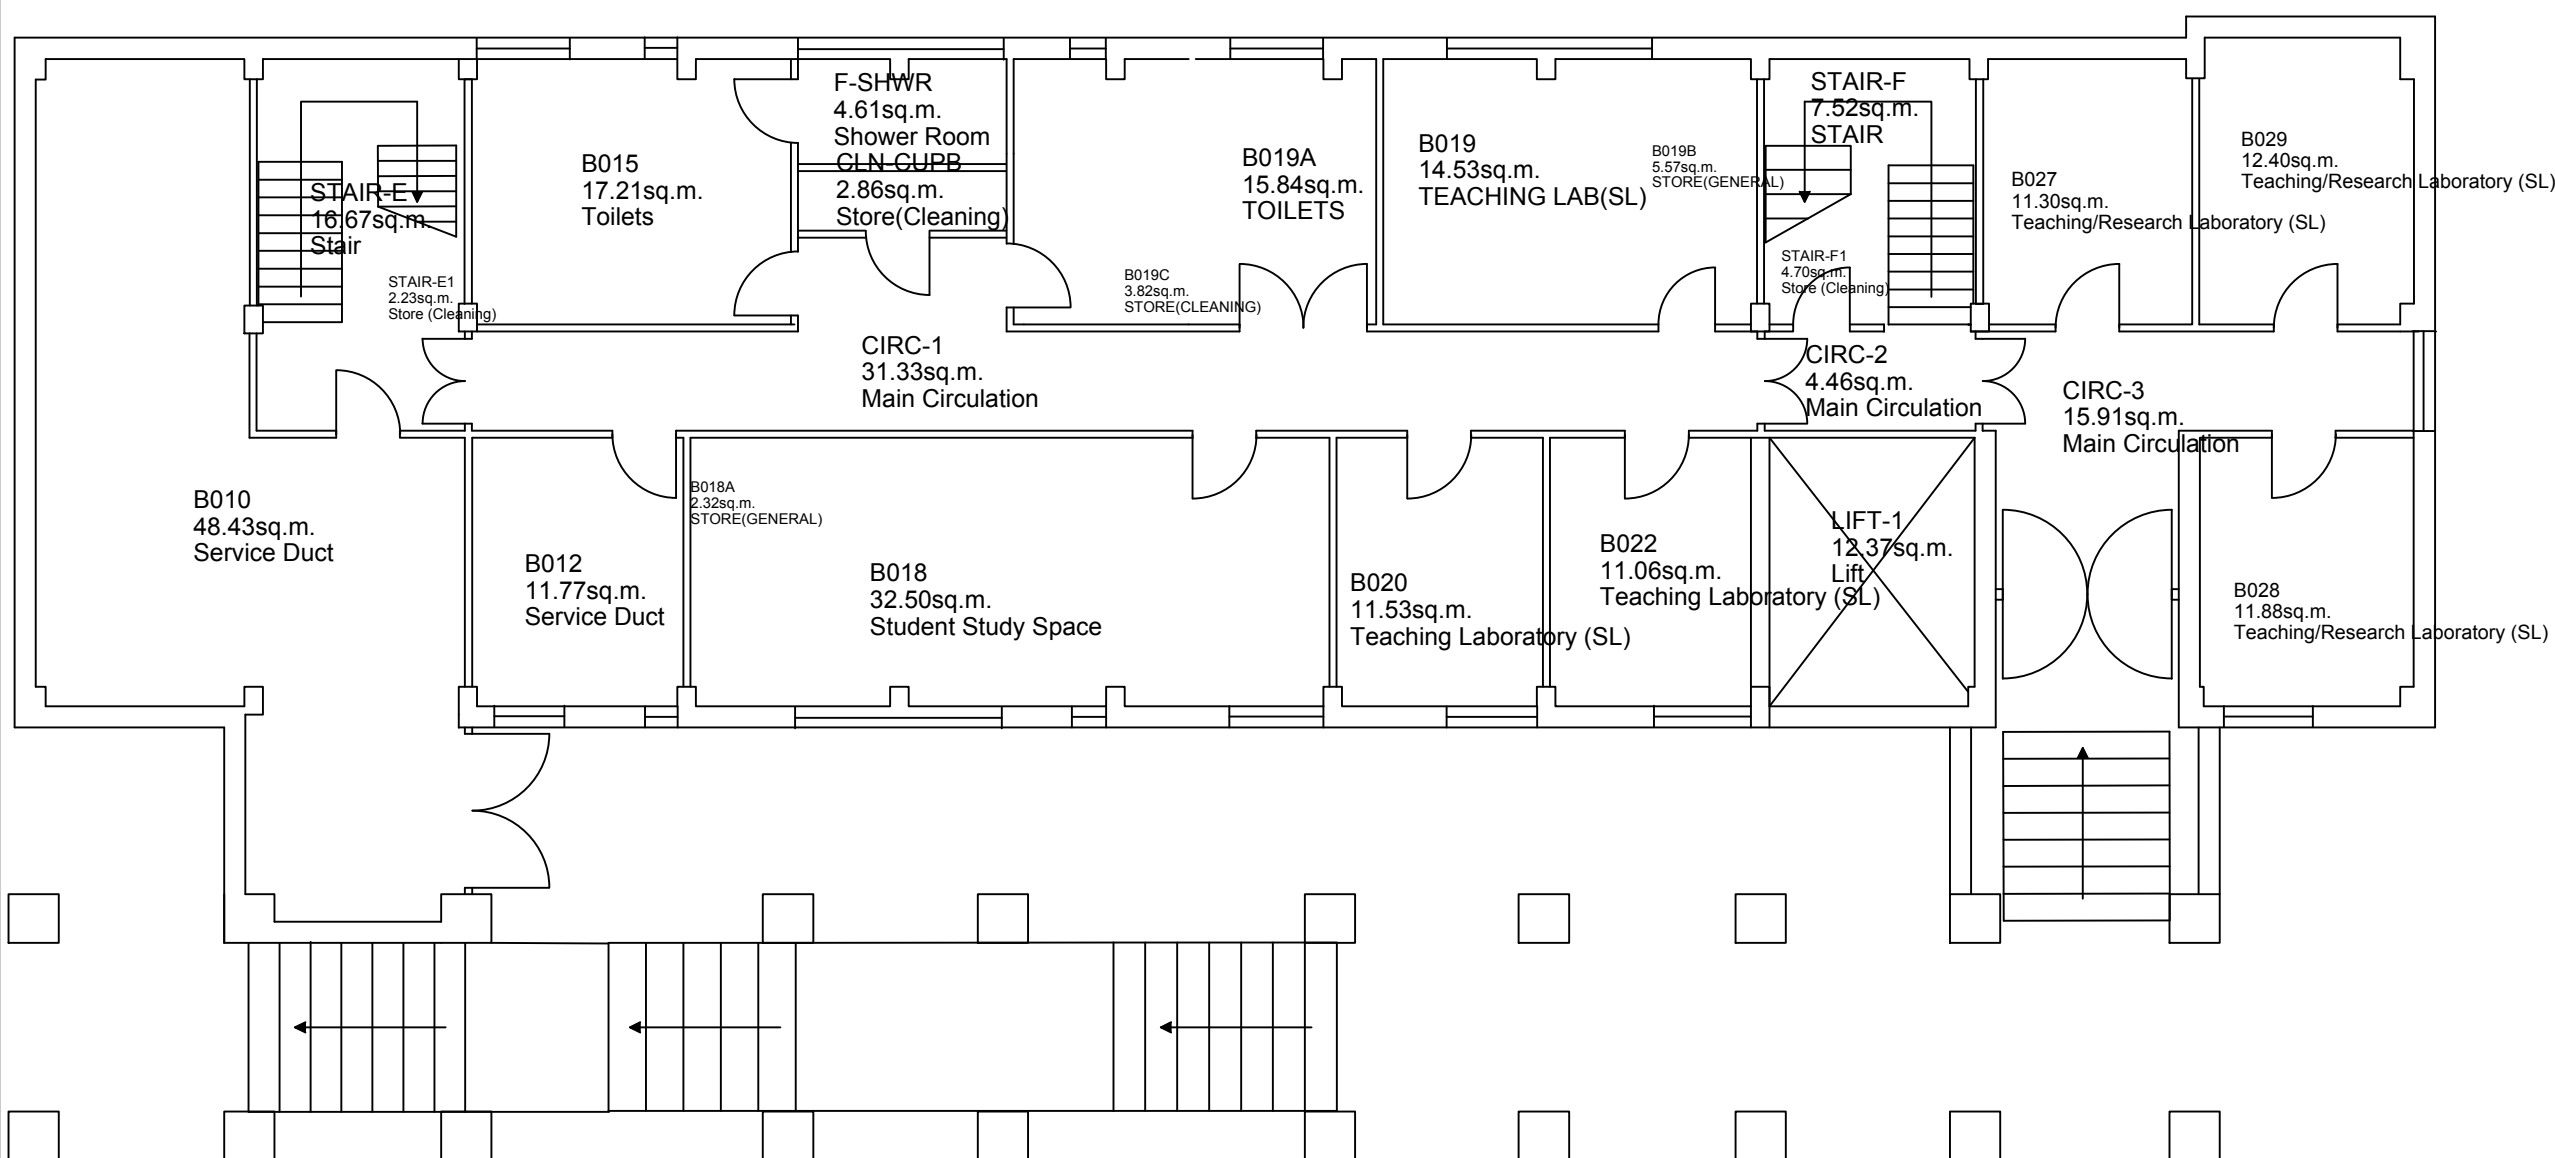 F-SHWR
4.61sq.m.
Shower Room
CLN-CUPB
2.86sq.m.
Store(Cleaning)
STAIR-F
7.52sq.m.
STAIR
B015
17.21sq.m.
Toilets
B019A
15.84sq.m.
TOILETS
B019
14.53sq.m.
TEACHING LAB(SL)
B019B
5.57sq.m.
STORE(GENERAL)
B029
12.40sq.m.
Teaching/Research Laboratory (SL)
B027
11.30sq.m.
Teaching/Research Laboratory (SL)
STAIR-E
16.67sq.m.
Stair
STAIR-E1
2.23sq.m.
Store (Cleaning)
B019C
3.82sq.m.
STORE(CLEANING)
STAIR-F1
4.70sq.m.
Store (Cleaning)
CIRC-1
31.33sq.m.
Main Circulation
CIRC-2
4.46sq.m.
Main Circulation
CIRC-3
15.91sq.m.
Main Circulation
B010
48.43sq.m.
Service Duct
B012
11.77sq.m.
Service Duct
B018A
2.32sq.m.
STORE(GENERAL)
B018
32.50sq.m.
Student Study Space
B020
11.53sq.m.
Teaching Laboratory (SL)
B022
11.06sq.m.
Teaching Laboratory (SL)
LIFT-1
12.37sq.m.
Lift
B028
11.88sq.m.
Teaching/Research Laboratory (SL)